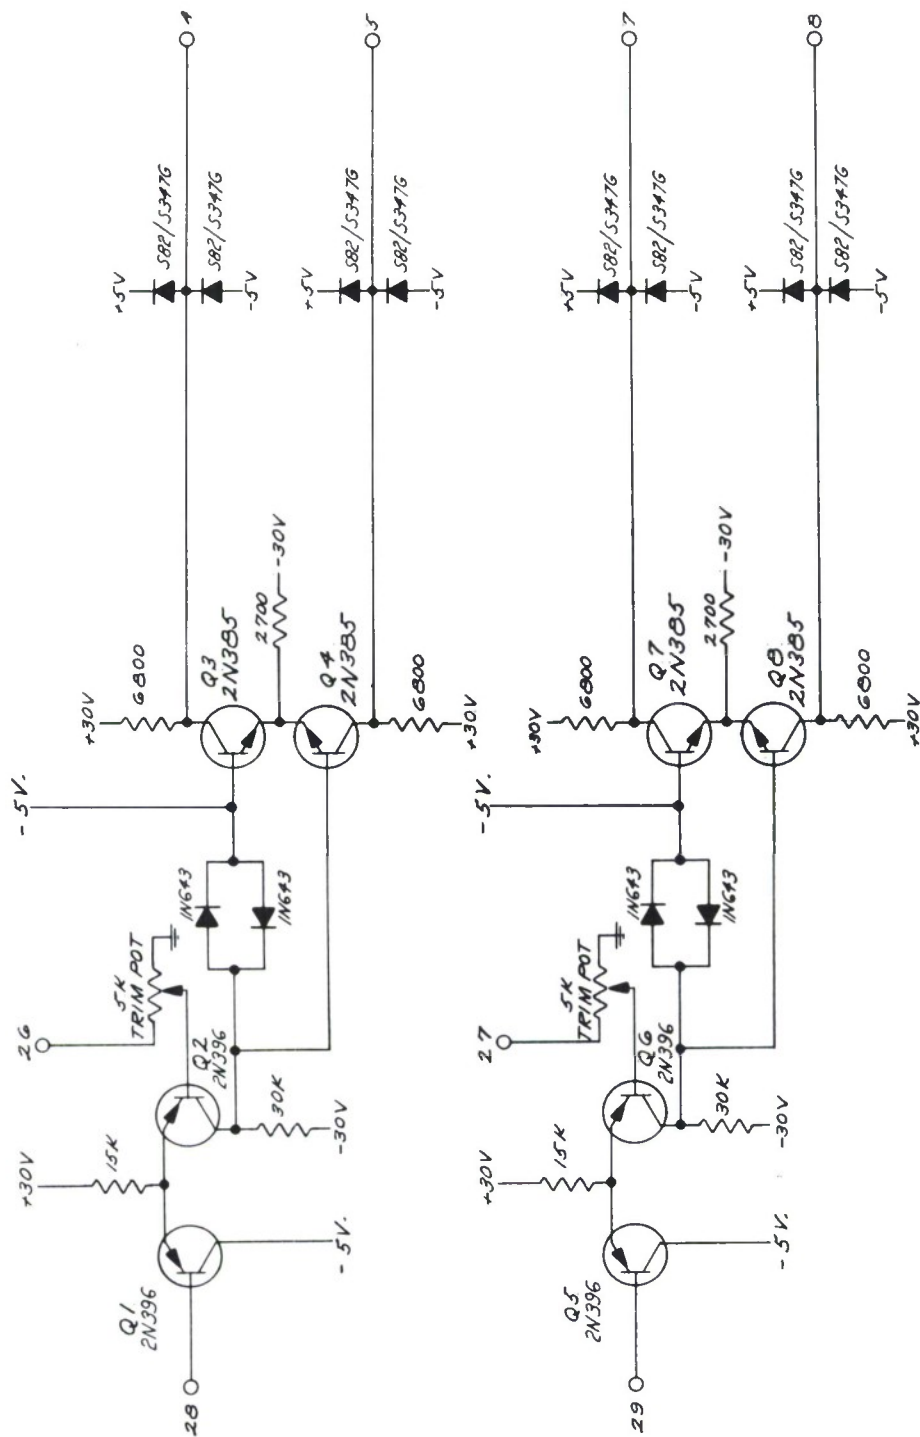 28
Q1
2N396
+30V
15K
-5V.
Q2
2N396
30K
-30V
26
5K
TRIM POT
1N643
1N643
-5V.
+30V
6800
Q3
2N385
2700
-30V
Q4
2N385
6800
+30V
+5V
S82/S347G
S82/S347G
-5V
4
+5V
S82/S347G
S82/S347G
-5V
5
29
Q5
2N396
+30V
15K
-5V.
Q6
2N396
30K
-30V
27
5K
TRIM POT
1N643
1N643
-5V.
+30V
6800
Q7
2N385
2700
-30V
Q8
2N385
6800
+30V
+5V
S82/S347G
S82/S347G
-5V
7
+5V
S82/S347G
S82/S347G
-5V
8